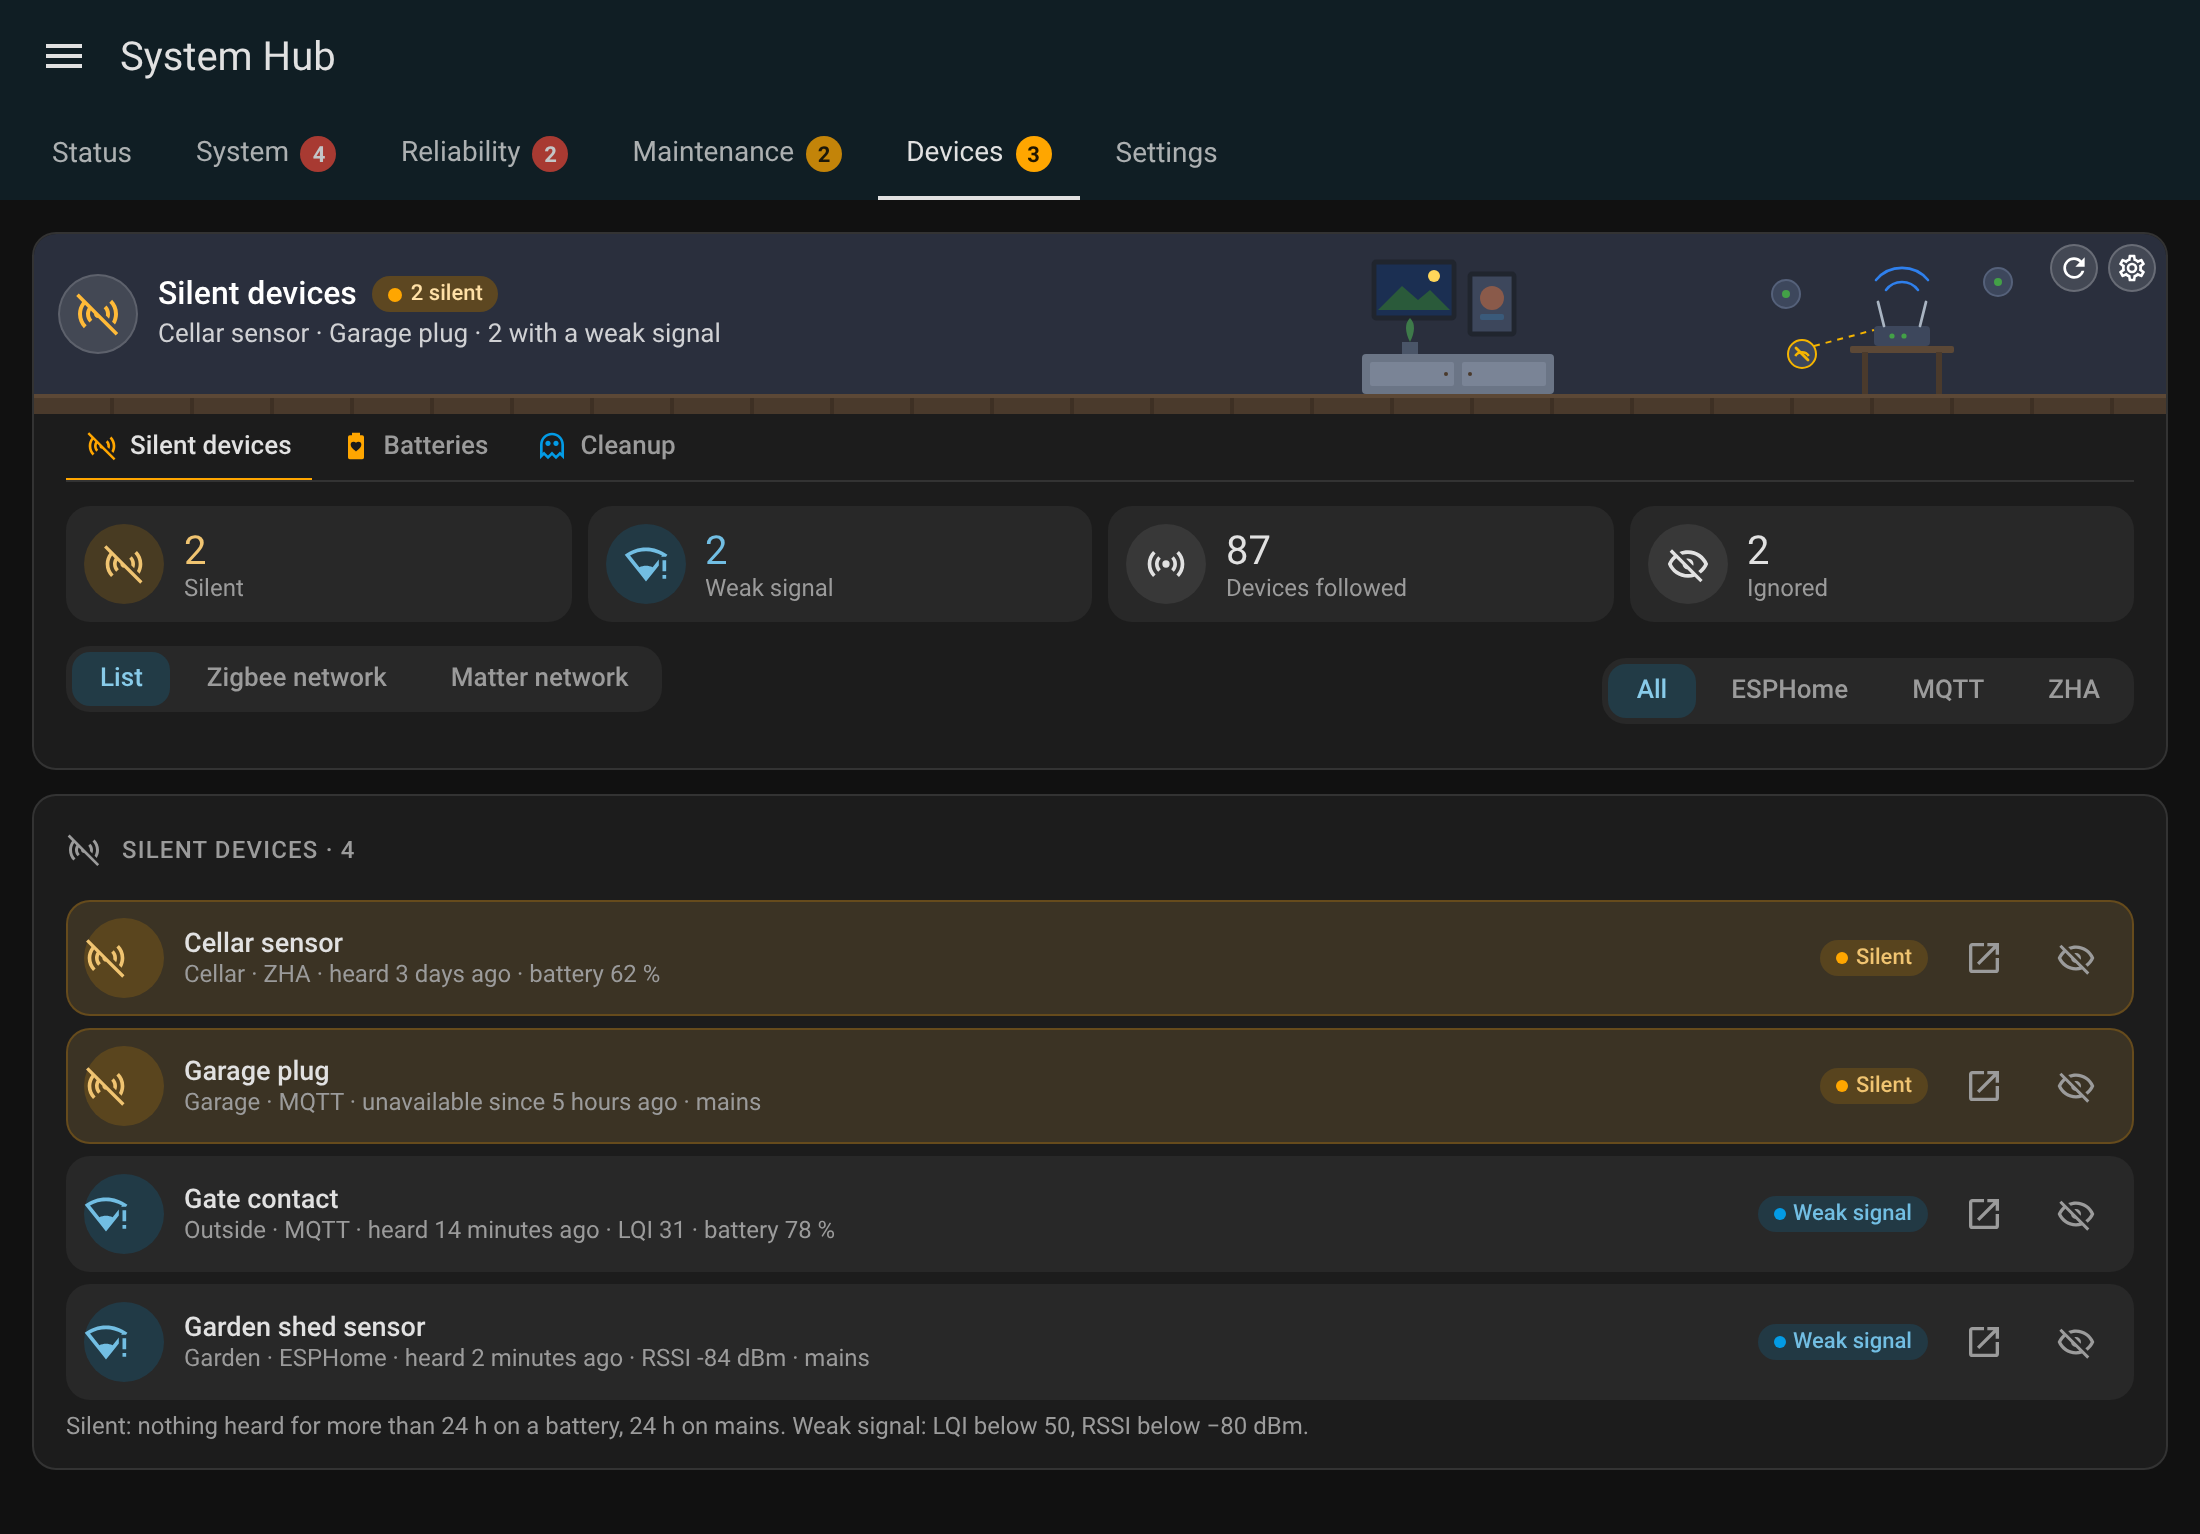 System Hub
Status
System 4
Reliability 2
Maintenance 2
Devices 3
Settings
Silent devices
2 silent
Cellar sensor · Garage plug · 2 with a weak signal
Silent devices
Batteries
Cleanup
2
Silent
2
Weak signal
87
Devices followed
2
Ignored
List
Zigbee network
Matter network
All
ESPHome
MQTT
ZHA
SILENT DEVICES · 4
Cellar sensor
Cellar · ZHA · heard 3 days ago · battery 62 %
Silent
Garage plug
Garage · MQTT · unavailable since 5 hours ago · mains
Silent
Gate contact
Outside · MQTT · heard 14 minutes ago · LQI 31 · battery 78 %
Weak signal
Garden shed sensor
Garden · ESPHome · heard 2 minutes ago · RSSI -84 dBm · mains
Weak signal
Silent: nothing heard for more than 24 h on a battery, 24 h on mains. Weak signal: LQI below 50, RSSI below −80 dBm.